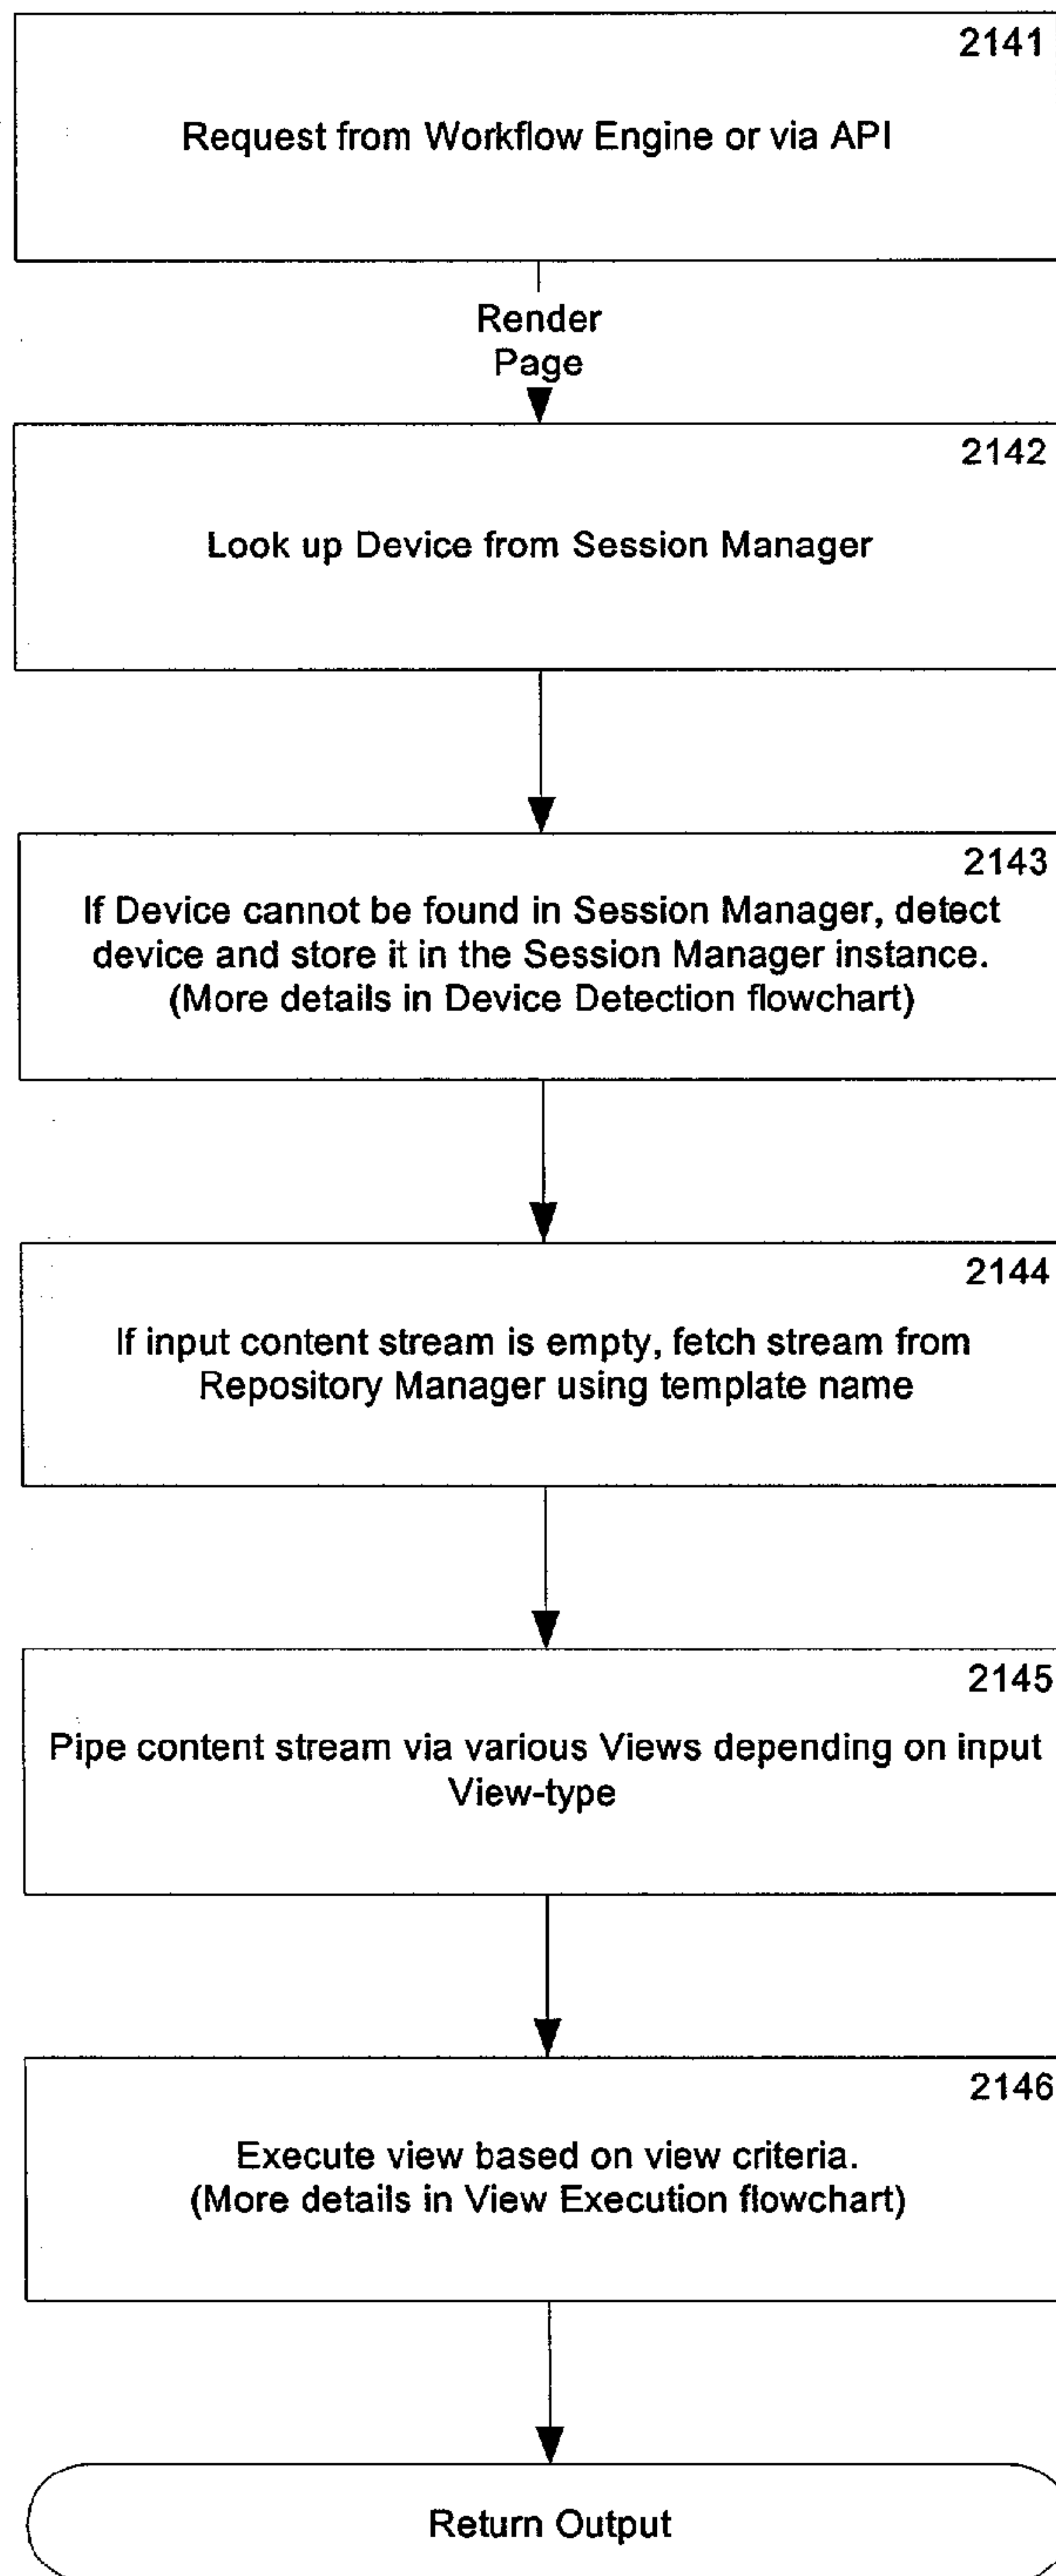 2141
Request from Workflow Engine or via API
Render
Page
2142
Look up Device from Session Manager
2143
If Device cannot be found in Session Manager, detect
device and store it in the Session Manager instance.
(More details in Device Detection flowchart)
2144
If input content stream is empty, fetch stream from
Repository Manager using template name
2145
Pipe content stream via various Views depending on input
View-type
2146
Execute view based on view criteria.
(More details in View Execution flowchart)
Return Output